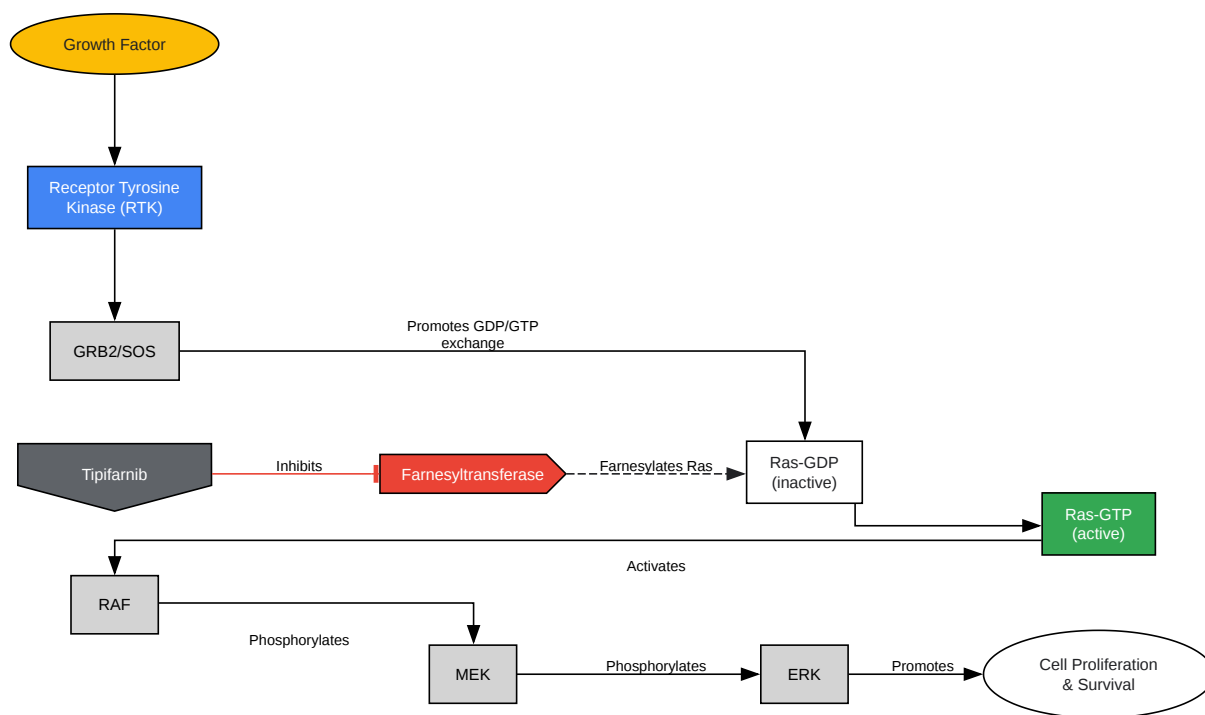 Growth Factor
Receptor Tyrosine
Kinase (RTK)
GRB2/SOS
Promotes GDP/GTP
exchange
Tipifarnib
Inhibits
Farnesyltransferase
Farnesylates Ras
Ras-GDP
(inactive)
Ras-GTP
(active)
Activates
RAF
Phosphorylates
MEK
Phosphorylates
ERK
Promotes
Cell Proliferation
& Survival